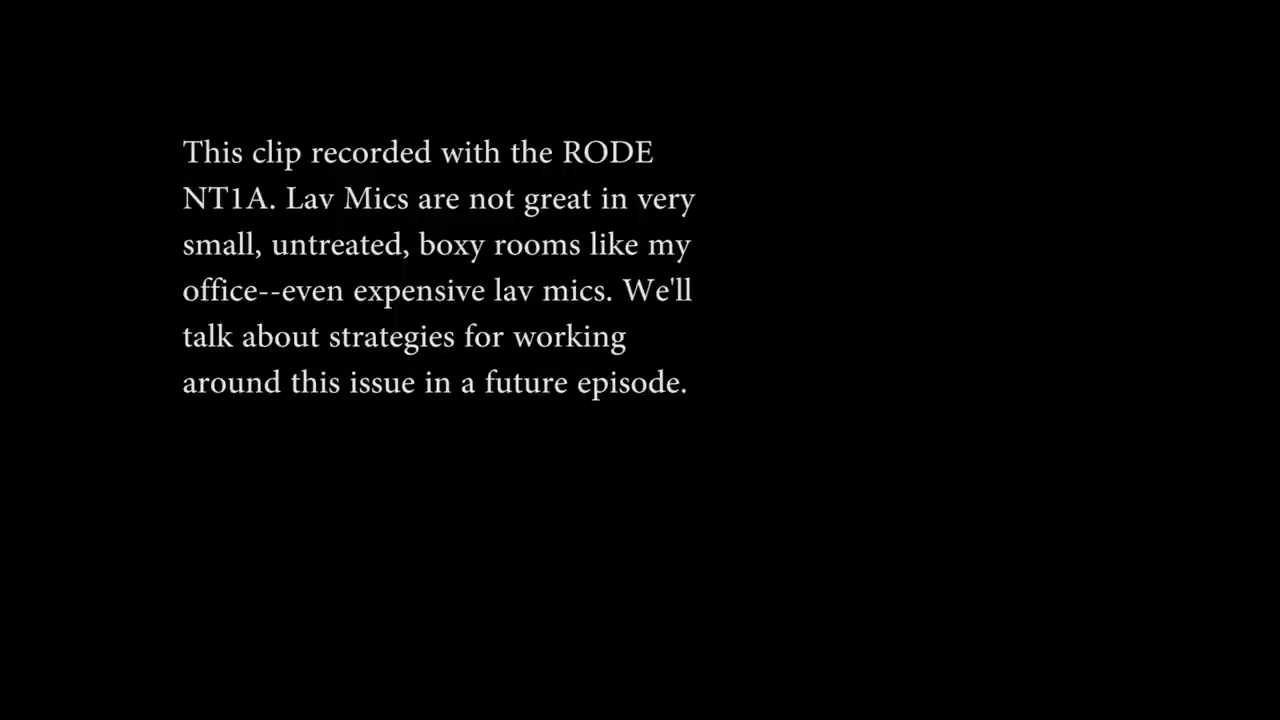 This clip recorded with the RODE
NT1A. Lav Mics are not great in very
small, untreated, boxy rooms like my
office--even expensive lav mics. We'll
talk about strategies for working
around this issue in a future episode.